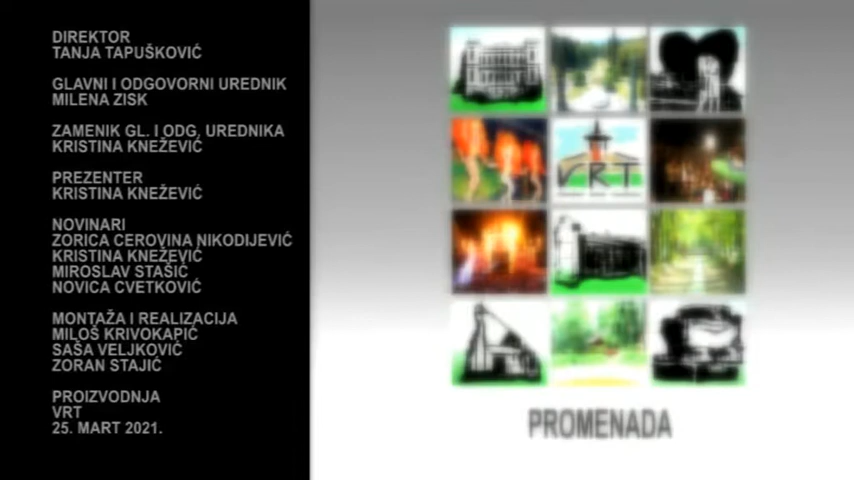 DIREKTOR
TANJA TAPUŠKOVIĆ
GLAVNI I ODGOVORNI UREDNIK
MILENA ZISK
ZAMENIK GL. I ODG. UREDNIKA
KRISTINA KNEŽEVIĆ
PREZENTER
KRISTINA KNEŽEVIĆ
NOVINARI
ZORICA CEROVINA NIKODIJEVIĆ
KRISTINA KNEŽEVIĆ
MIROSLAV STAŠIĆ
NOVICA CVETKOVIĆ
MONTAŽA I REALIZACIJA
MILOŠ KRIVOKAPIĆ
SAŠA VELJKOVIĆ
ZORAN STAJIĆ
PROIZVODNJA
VRT
25. MART 2021.
VRT
PROMENADA